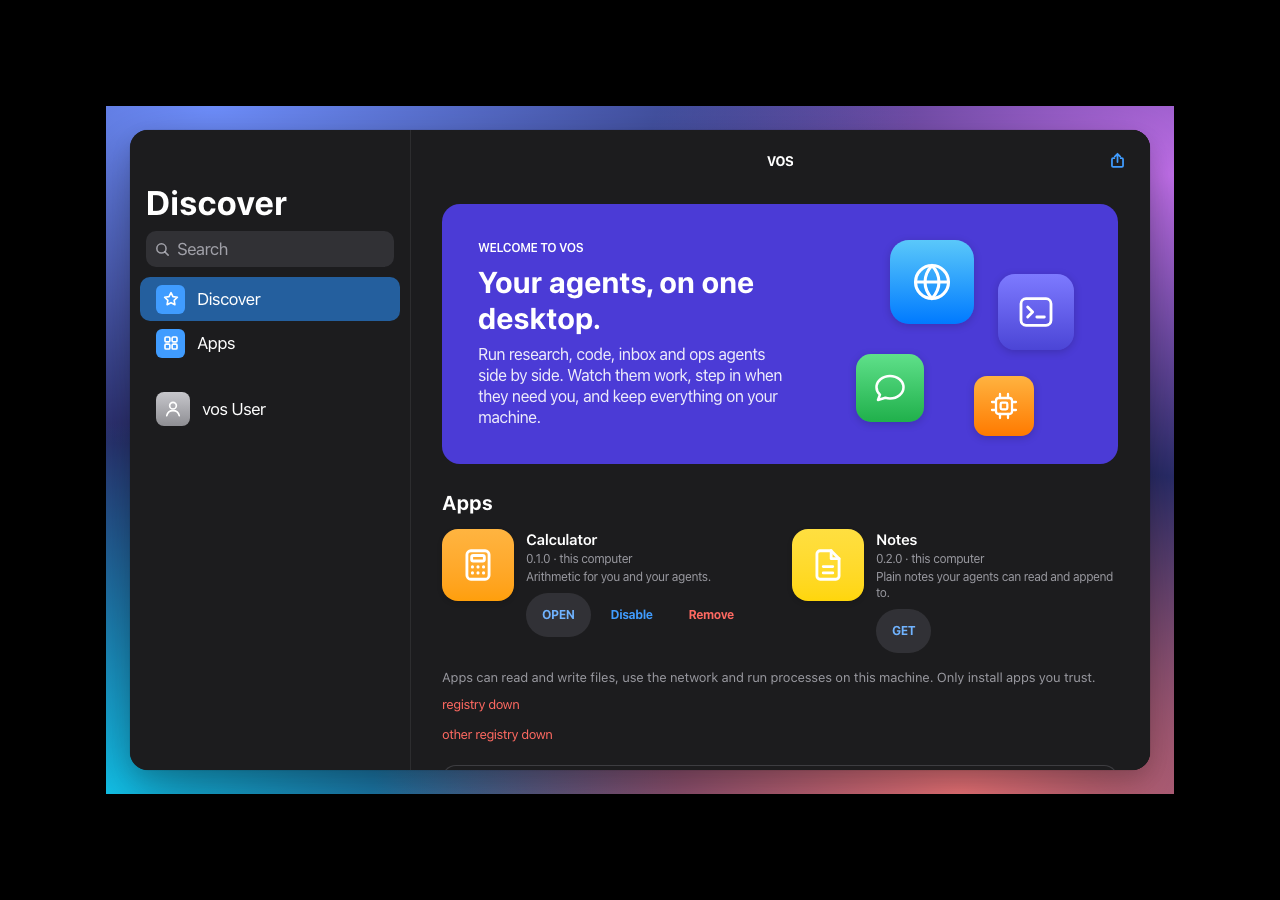 VOS
Discover
Search
Discover
Apps
vos User
WELCOME TO VOS
Your agents, on one
desktop.
Run research, code, inbox and ops agents
side by side. Watch them work, step in when
they need you, and keep everything on your
machine.
Apps
Calculator
0.1.0 · this computer
Arithmetic for you and your agents.
OPEN
Disable
Remove
Notes
0.2.0 · this computer
Plain notes your agents can read and append
to.
GET
Apps can read and write files, use the network and run processes on this machine. Only install apps you trust.
registry down
other registry down